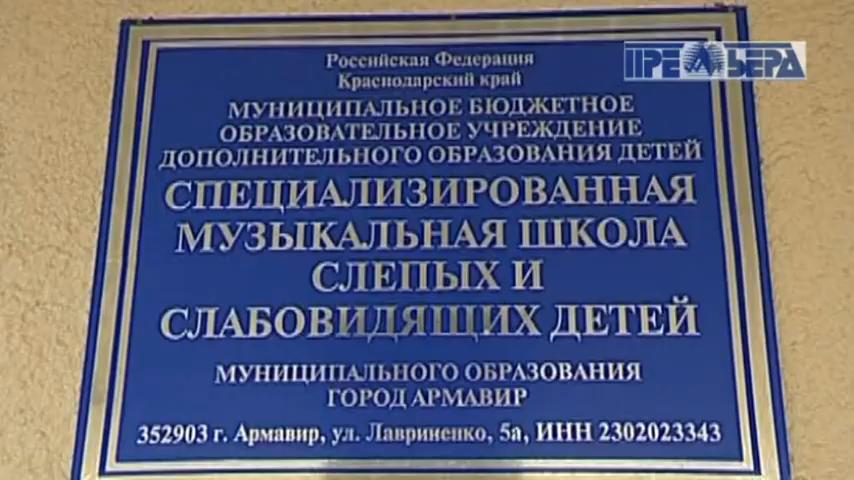 Российская Федерация
Краснодарский край
МУНИЦИПАЛЬНОЕ БЮДЖЕТНОЕ
ОБРАЗОВАТЕЛЬНОЕ УЧРЕЖДЕНИЕ
ДОПОЛНИТЕЛЬНОГО ОБРАЗОВАНИЯ ДЕТЕЙ
СПЕЦИАЛИЗИРОВАННАЯ
МУЗЫКАЛЬНАЯ ШКОЛА
СЛЕПЫХ И
СЛАБОВИДЯЩИХ ДЕТЕЙ
МУНИЦИПАЛЬНОГО ОБРАЗОВАНИЯ
ГОРОД АРМАВИР
352903 г. Армавир, ул. Лавриненко, 5а, ИНН 2302023343
ПРЕМЬЕРА